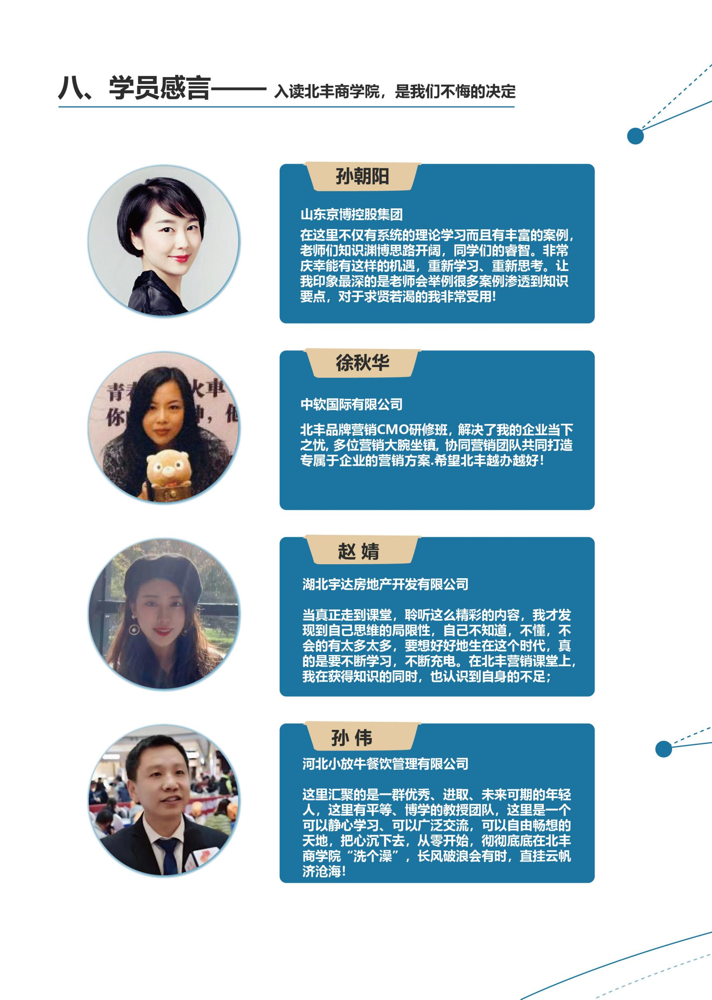 八、学员感言—— 入读北丰商学院，是我们不悔的决定
孙朝阳
山东京博控股集团
在这里不仅有系统的理论学习而且有丰富的案例，
老师们知识渊博思路开阔，同学们的睿智。非常
庆幸能有这样的机遇，重新学习、重新思考。让
我印象最深的是老师会举例很多案例渗透到知识
要点，对于求贤若渴的我非常受用!
青 火車
你 ，他
徐秋华
中软国际有限公司
北丰品牌营销CMO研修班，解决了我的企业当下
之忧, 多位营销大腕坐镇, 协同营销团队共同打造
专属于企业的营销方案.希望北丰越办越好！
赵 婧
湖北宇达房地产开发有限公司
当真正走到课堂，聆听这么精彩的内容，我才发
现到自己思维的局限性，自己不知道，不懂，不
会的有太多太多，要想好好地生在这个时代，真
的是要不断学习，不断充电。在北丰营销课堂上，
我在获得知识的同时，也认识到自身的不足；
孙 伟
河北小放牛餐饮管理有限公司
这里汇聚的是一群优秀、进取、未来可期的年轻
人，这里有平等、博学的教授团队，这里是一个
可以静心学习、可以广泛交流，可以自由畅想的
天地，把心沉下去，从零开始，彻彻底底在北丰
商学院“洗个澡”，长风破浪会有时，直挂云帆
济沧海!